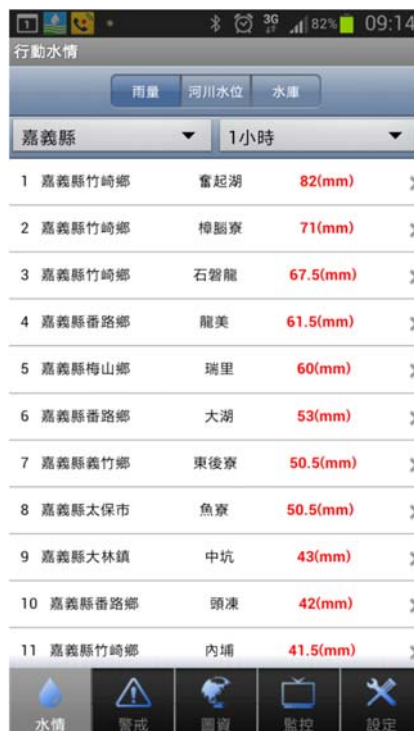 1 3G 82% 09:14
行動水情
雨量 河川水位 水庫
嘉義縣 1小時
1 嘉義縣竹崎鄉 奮起湖 82(mm)
2 嘉義縣竹崎鄉 樟腦寮 71(mm)
3 嘉義縣竹崎鄉 石磐龍 67.5(mm)
4 嘉義縣番路鄉 龍美 61.5(mm)
5 嘉義縣梅山鄉 瑞里 60(mm)
6 嘉義縣番路鄉 大湖 53(mm)
7 嘉義縣義竹鄉 東後寮 50.5(mm)
8 嘉義縣太保市 魚寮 50.5(mm)
9 嘉義縣大林鎮 中坑 43(mm)
10 嘉義縣番路鄉 頭凍 42(mm)
11 嘉義縣竹崎鄉 內埔 41.5(mm)
水情 警戒 圖資 監控 設定